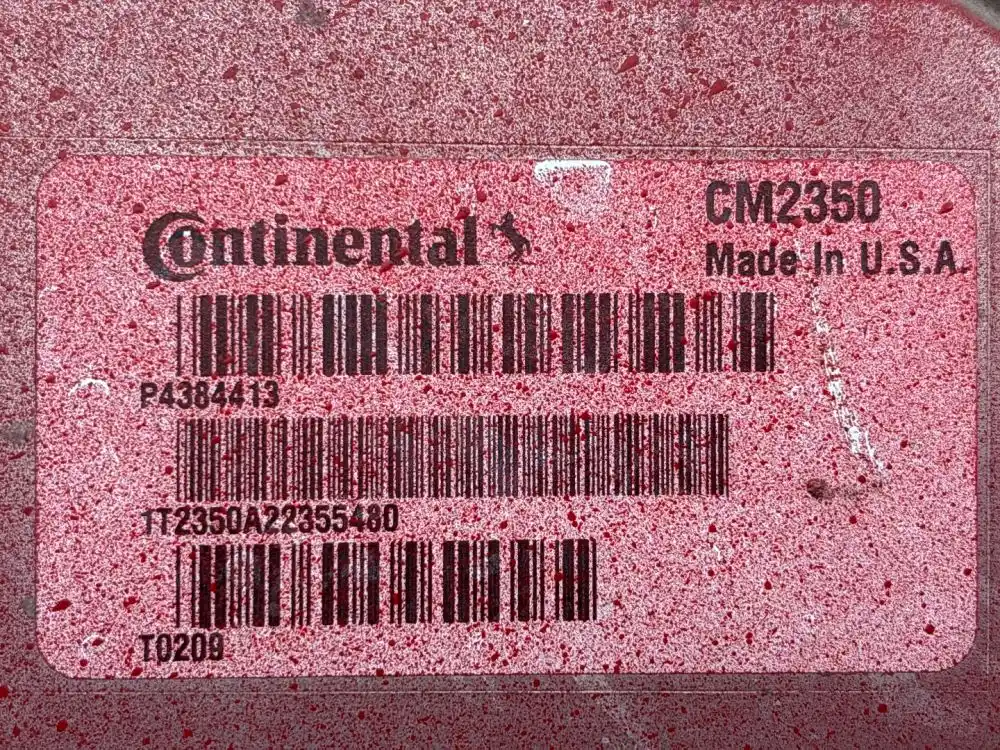 Continental
CM2350
Made In U.S.A.
P4384413
1T2350A22355480
T0209